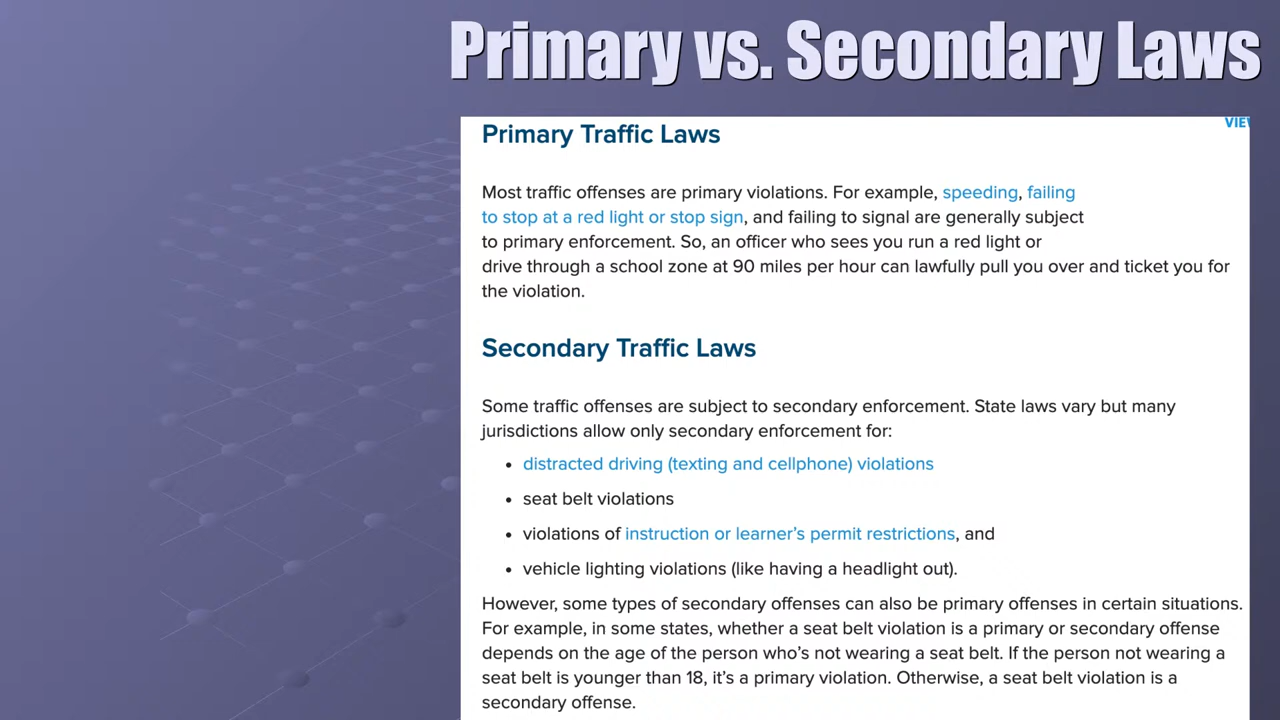 Primary vs. Secondary Laws
Primary Traffic Laws
Most traffic offenses are primary violations. For example, speeding, failing
to stop at a red light or stop sign, and failing to signal are generally subject
to primary enforcement. So, an officer who sees you run a red light or
drive through a school zone at 90 miles per hour can lawfully pull you over and ticket you for
the violation.
Secondary Traffic Laws
Some traffic offenses are subject to secondary enforcement. State laws vary but many
jurisdictions allow only secondary enforcement for:
• distracted driving (texting and cellphone) violations
• seat belt violations
• violations of instruction or learner’s permit restrictions, and
• vehicle lighting violations (like having a headlight out).
However, some types of secondary offenses can also be primary offenses in certain situations.
For example, in some states, whether a seat belt violation is a primary or secondary offense
depends on the age of the person who’s not wearing a seat belt. If the person not wearing a
seat belt is younger than 18, it’s a primary violation. Otherwise, a seat belt violation is a
secondary offense.